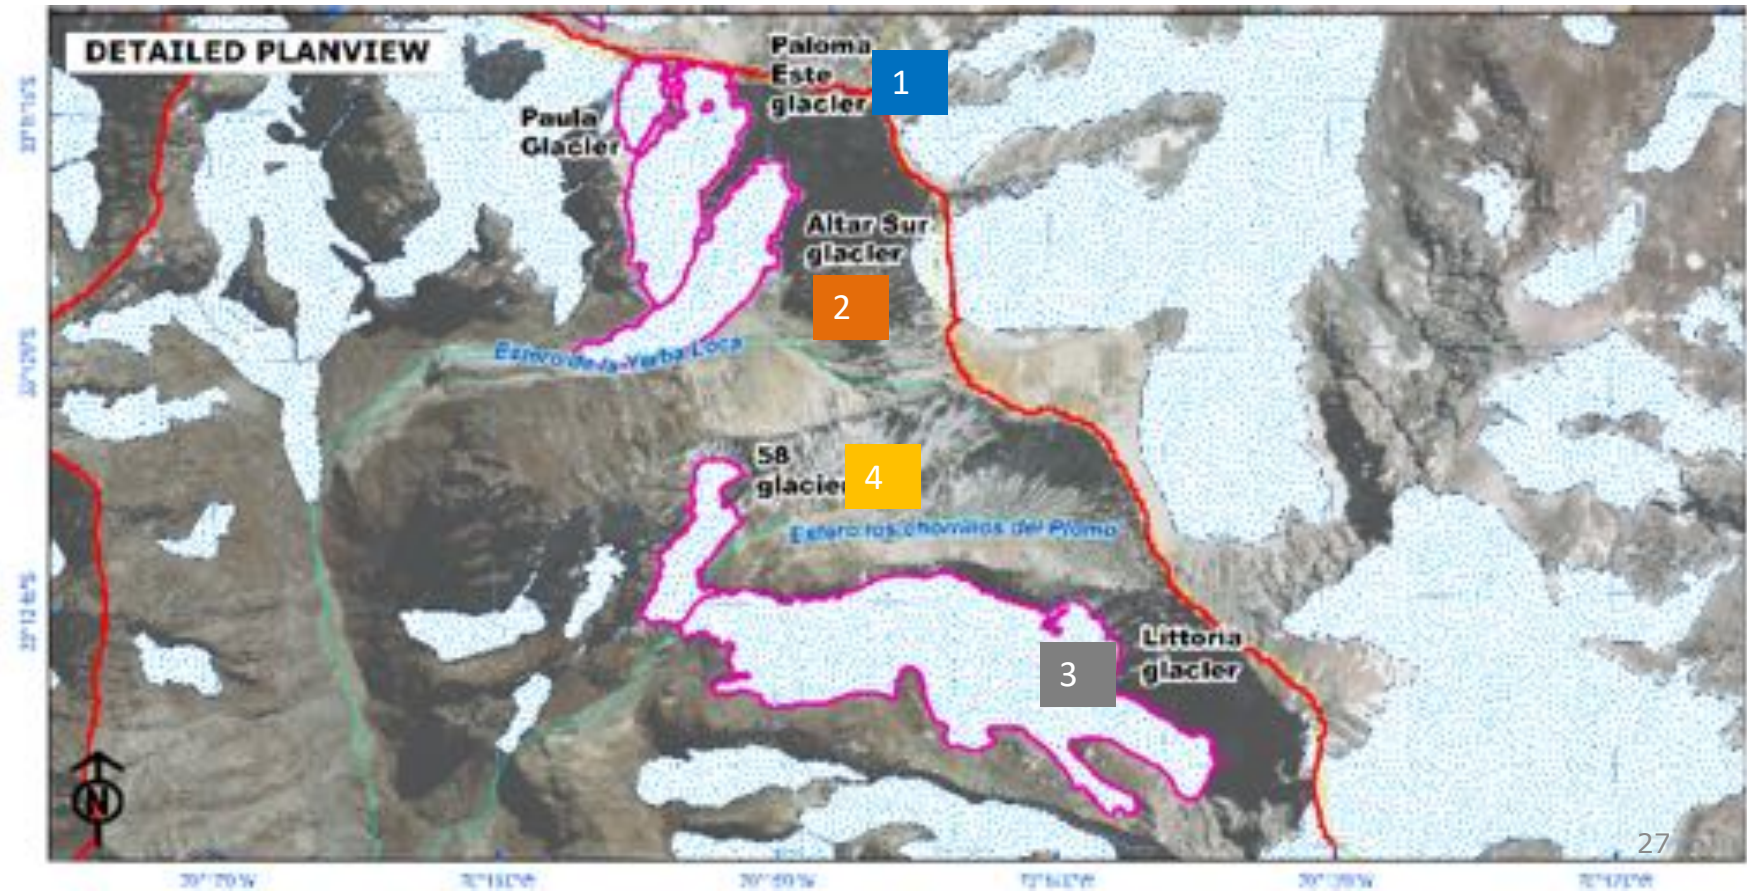 DETAILED PLANVIEW
Paloma
Este
glacier
1
Paula
Glacier
Altar Sur
glacier
2
Estero de la Yerba Loca
58
glacier
4
Estero los chorrillos del Plomo
Littoria
glacier
3
N
27